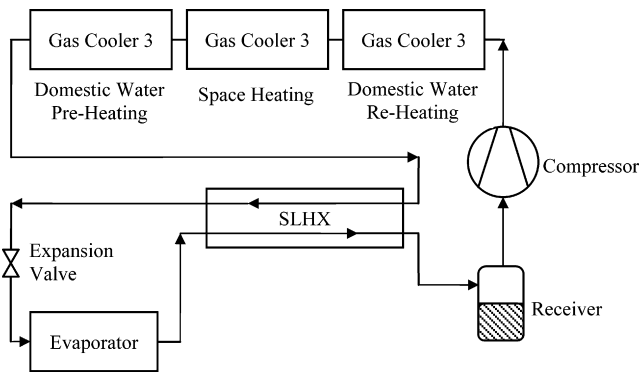 Gas Cooler 3
Gas Cooler 3
Gas Cooler 3
Domestic Water
Pre-Heating
Space Heating
Domestic Water
Re-Heating
Compressor
SLHX
Expansion
Valve
Receiver
Evaporator